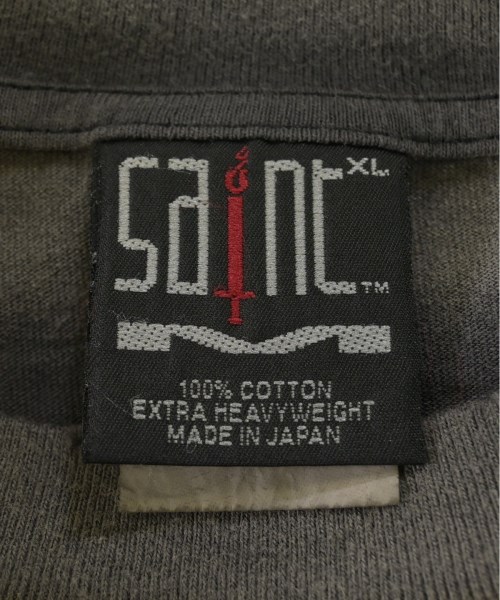 saint XL
TM
100% COTTON
EXTRA HEAVYWEIGHT
MADE IN JAPAN